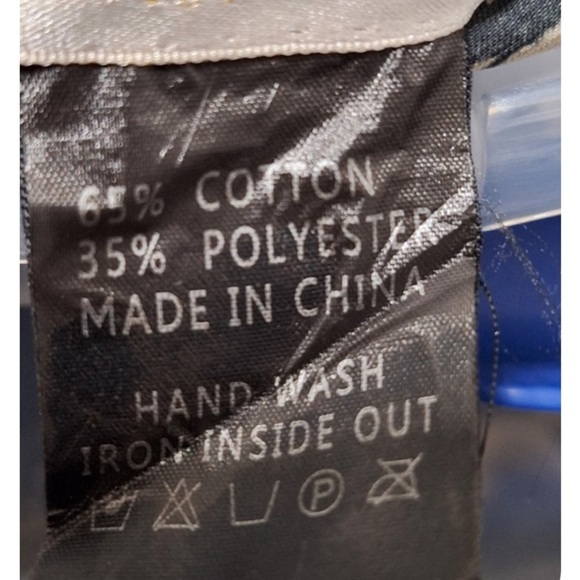 65% COTTON
35% POLYESTER
MADE IN CHINA
HAND WASH
IRON INSIDE OUT
P